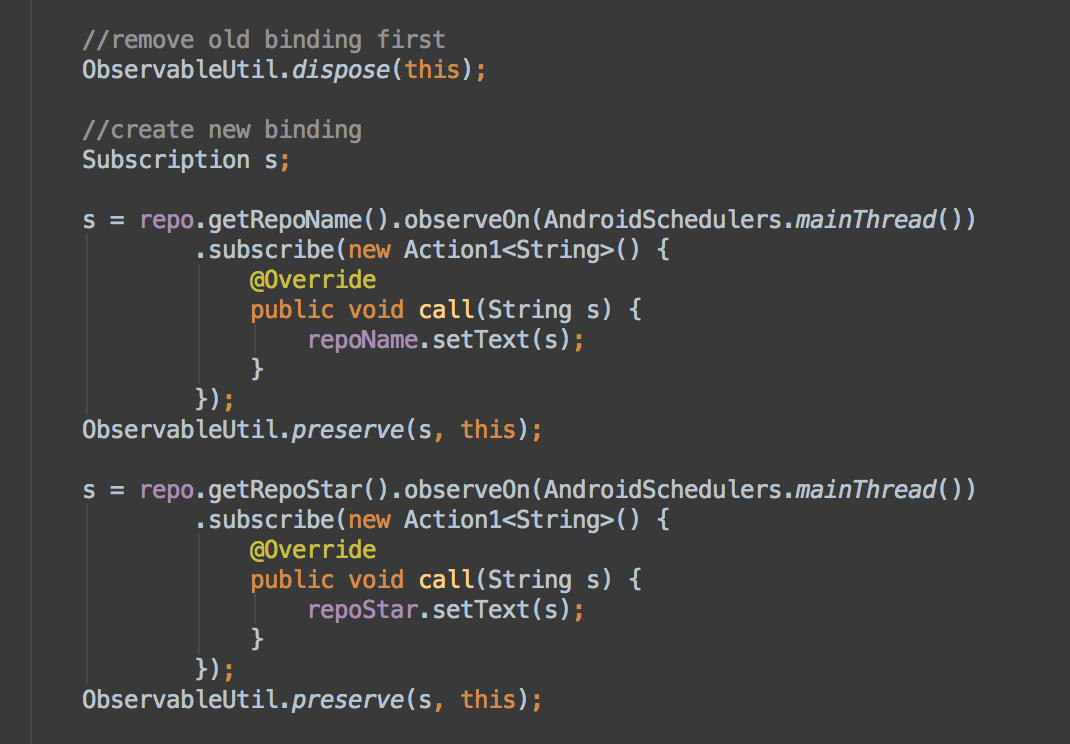 //remove old binding first
ObservableUtil.dispose(this);
//create new binding
Subscription s;
s = repo.getRepoName().observeOn(AndroidSchedulers.mainThread())
.subscribe(new Action1<String>() {
@Override
public void call(String s) {
repoName.setText(s);
}
});
ObservableUtil.preserve(s, this);
s = repo.getRepoStar().observeOn(AndroidSchedulers.mainThread())
.subscribe(new Action1<String>() {
@Override
public void call(String s) {
repoStar.setText(s);
}
});
ObservableUtil.preserve(s, this);